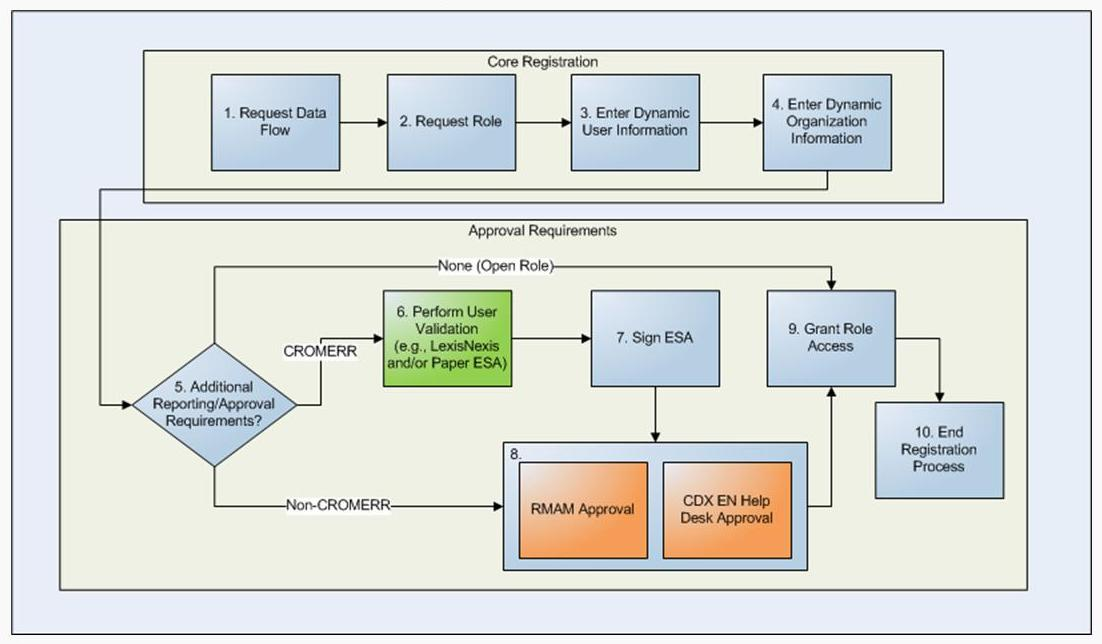 Core Registration
1. Request Data
Flow
2. Request Role
3. Enter Dynamic
User Information
4. Enter Dynamic
Organization
Information
Approval Requirements
None (Open Role)
5. Additional
Reporting/Approval
Requirements?
CROMERR
6. Perform User
Validation
(e.g., LexisNexis
and/or Paper ESA)
7. Sign ESA
Non-CROMERR
8.
RMAM Approval
CDX EN Help
Desk Approval
9. Grant Role
Access
10. End
Registration
Process